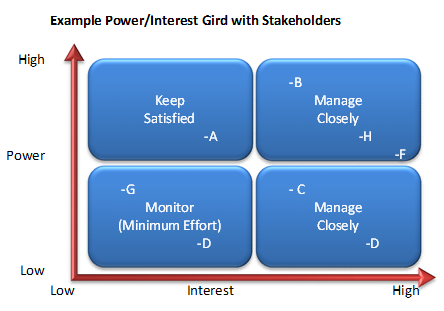 Example Power/Interest Gird with Stakeholders
High
Keep
Satisfied
-A
-B
Manage
Closely
-H
-F
Power
-G
Monitor
(Minimum Effort)
-D
- C
Manage
Closely
-D
Low
Low
Interest
High